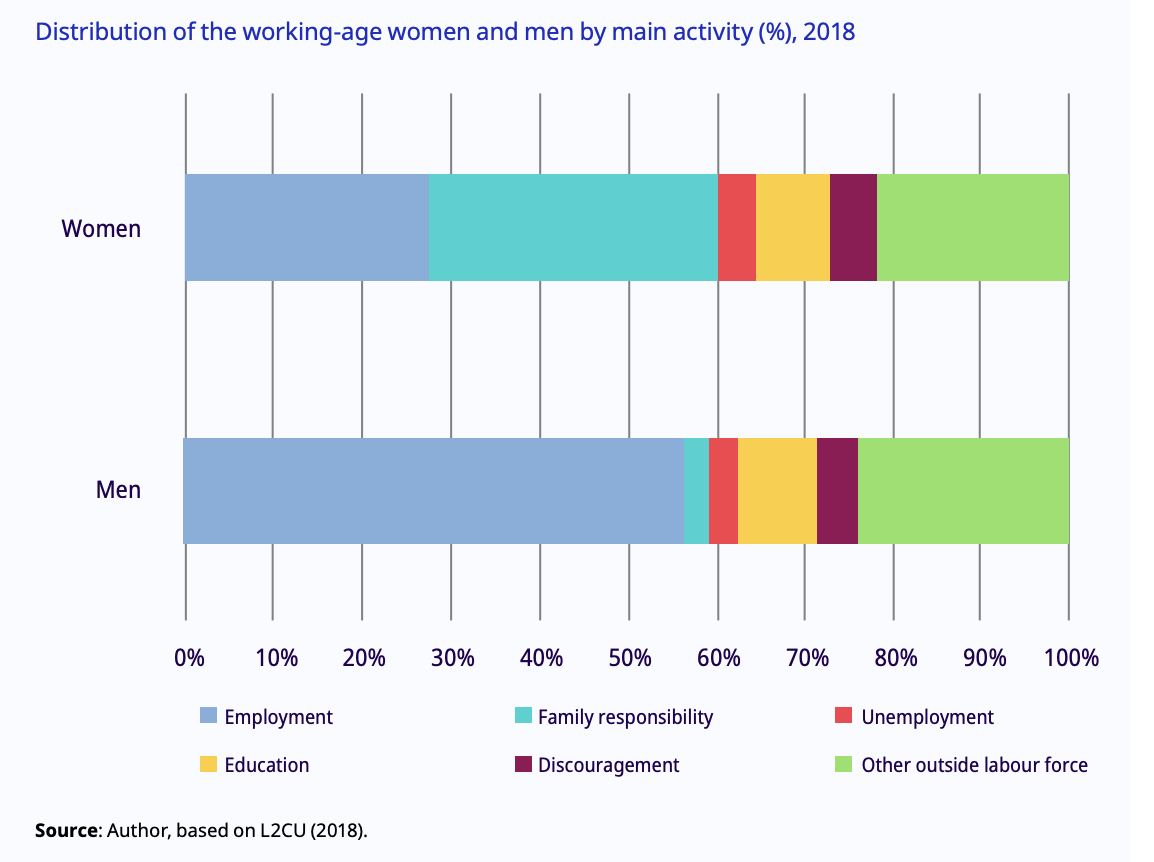 Distribution of the working-age women and men by main activity (%), 2018
Women
Men
0% 10% 20% 30% 40% 50% 60% 70% 80% 90% 100%
Employment Family responsibility Unemployment
Education Discouragement Other outside labour force
Source: Author, based on L2CU (2018).